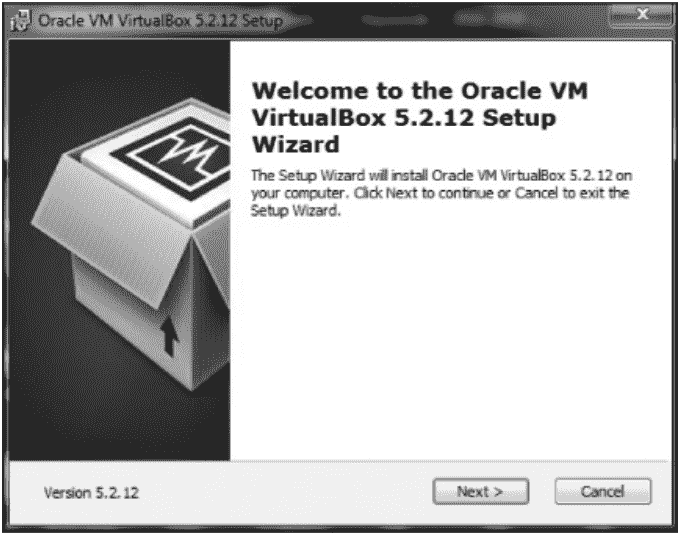 Oracle VM VirtualBox 5.2.12 Setup
Welcome to the Oracle VM
VirtualBox 5.2.12 Setup
Wizard
The Setup Wizard will install Oracle VM VirtualBox 5.2.12 on
your computer. Click Next to continue or Cancel to exit the
Setup Wizard.
Version 5.2.12
Next >
Cancel